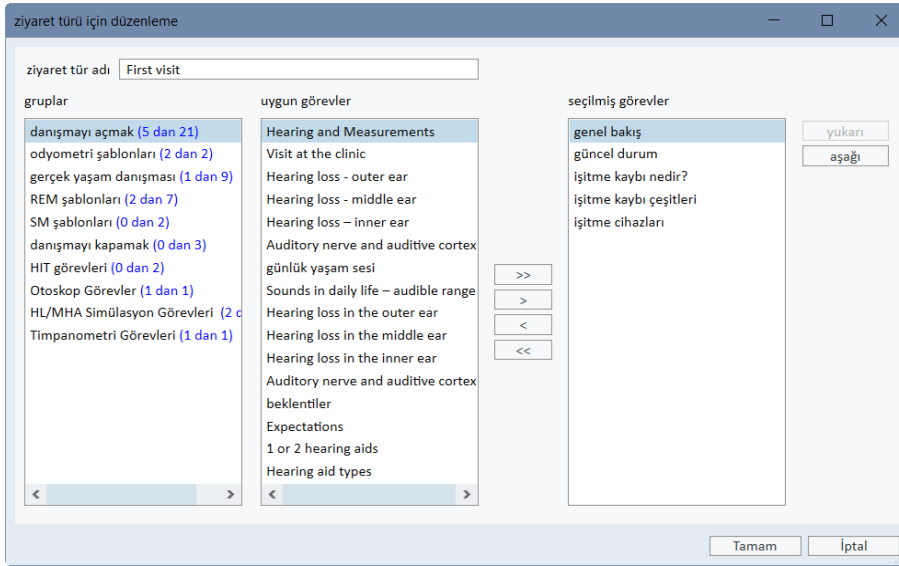 ziyaret türü için düzenleme
ziyaret tür adı First visit
gruplar
danışmayı açmak (5 dan 21)
odyometri şablonları (2 dan 2)
gerçek yaşam danışması (1 dan 9)
REM şablonları (2 dan 7)
SM şablonları (0 dan 2)
danışmayı kapamak (0 dan 3)
HIT görevleri (0 dan 2)
Otoskop Görevler (1 dan 1)
HL/MHA Simülasyon Görevleri (2 d
Timpanometri Görevleri (1 dan 1)
uygun görevler
Hearing and Measurements
Visit at the clinic
Hearing loss - outer ear
Hearing loss - middle ear
Hearing loss – inner ear
Auditory nerve and auditive cortex
günlük yaşam sesi
Sounds in daily life – audible range
Hearing loss in the outer ear
Hearing loss in the middle ear
Hearing loss in the inner ear
Auditory nerve and auditive cortex
beklentiler
Expectations
1 or 2 hearing aids
Hearing aid types
>>
>
<
<<
seçilmiş görevler
genel bakış
güncel durum
işitme kaybı nedir?
işitme kaybı çeşitleri
işitme cihazları
yukarı
aşağı
Tamam
İptal